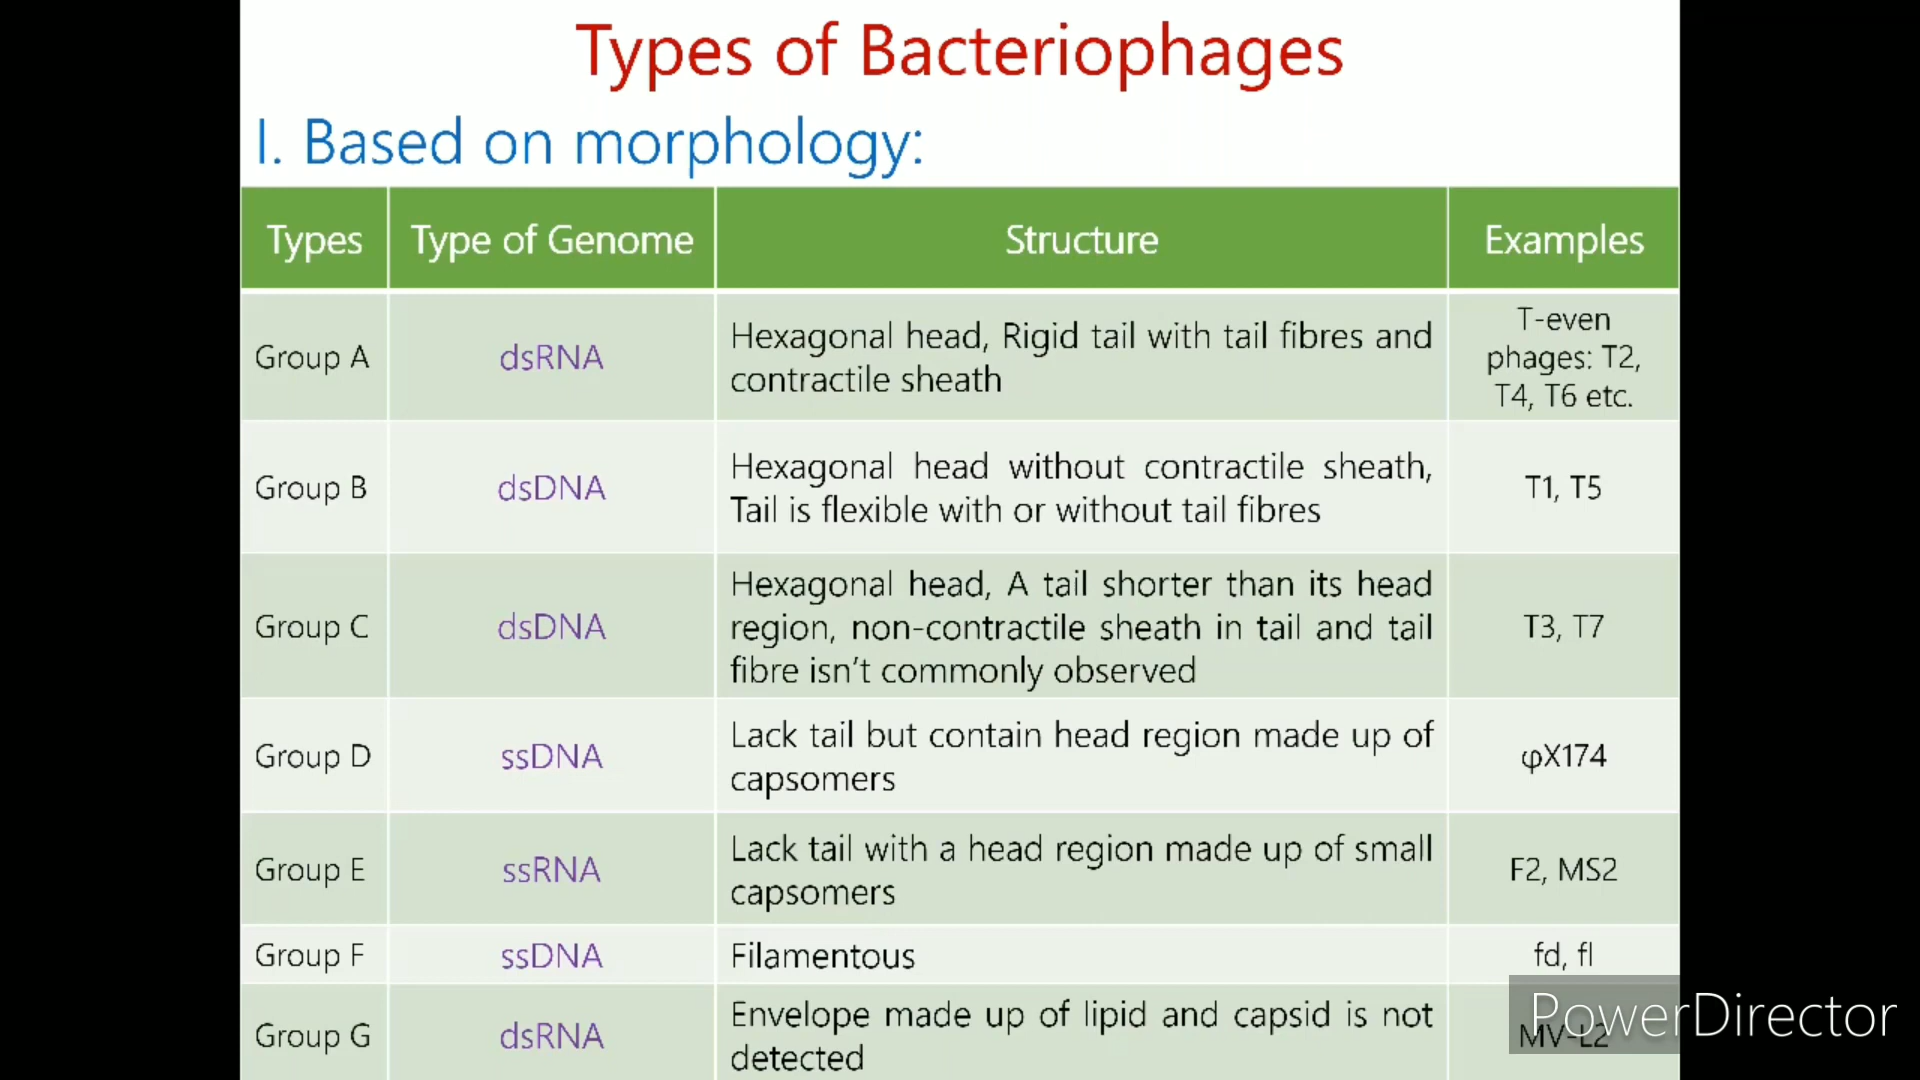 Types of Bacteriophages
I. Based on morphology:
Types Type of Genome Structure Examples
Group A dsRNA Hexagonal head, Rigid tail with tail fibres and
contractile sheath
T-even
phages: T2,
T4, T6 etc.
Group B dsDNA Hexagonal head without contractile sheath,
Tail is flexible with or without tail fibres
T1, T5
Group C dsDNA Hexagonal head, A tail shorter than its head
region, non-contractile sheath in tail and tail
fibre isn't commonly observed
T3, T7
Group D ssDNA Lack tail but contain head region made up of
capsomers
φX174
Group E ssRNA Lack tail with a head region made up of small
capsomers
F2, MS2
Group F ssDNA Filamentous fd, fl
Group G dsRNA Envelope made up of lipid and capsid is not
detected
MV-L2
PowerDirector